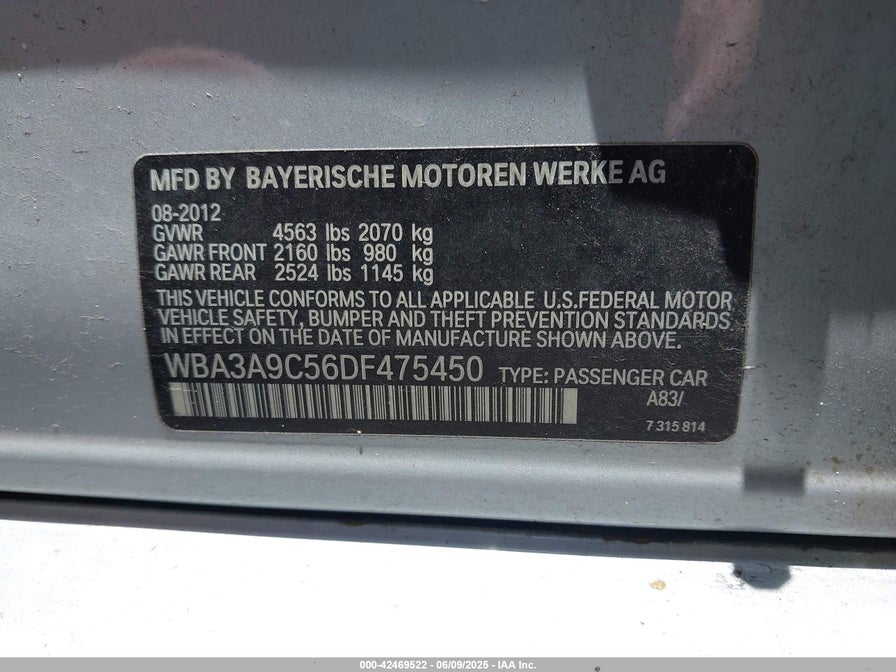 MFD BY BAYERISCHE MOTOREN WERKE AG
08-2012
GVWR 4563 lbs 2070 kg
GAWR FRONT 2160 lbs 980 kg
GAWR REAR 2524 lbs 1145 kg
THIS VEHICLE CONFORMS TO ALL APPLICABLE U.S.FEDERAL MOTOR
VEHICLE SAFETY, BUMPER AND THEFT PREVENTION STANDARDS
IN EFFECT ON THE DATE OF MANUFACTURE SHOWN ABOVE.
WBA3A9C56DF475450 TYPE: PASSENGER CAR
A83/
7 315 814
000-42469522 | 06/09/2025 | IAA Inc.